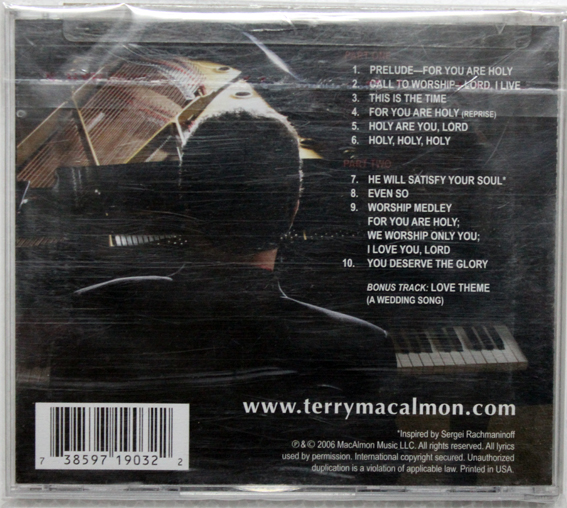 PART ONE
1. PRELUDE—FOR YOU ARE HOLY
2. CALL TO WORSHIP—LORD, I LIVE
3. THIS IS THE TIME
4. FOR YOU ARE HOLY (REPRISE)
5. HOLY ARE YOU, LORD
6. HOLY, HOLY, HOLY
PART TWO
7. HE WILL SATISFY YOUR SOUL*
8. EVEN SO
9. WORSHIP MEDLEY
FOR YOU ARE HOLY;
WE WORSHIP ONLY YOU;
I LOVE YOU, LORD
10. YOU DESERVE THE GLORY
BONUS TRACK: LOVE THEME
(A WEDDING SONG)
www.terrymacalmon.com
*Inspired by Sergei Rachmaninoff
℗ & © 2006 MacAlmon Music LLC. All rights reserved. All lyrics
used by permission. International copyright secured. Unauthorized
duplication is a violation of applicable law. Printed in USA.
7 38597 19032 2